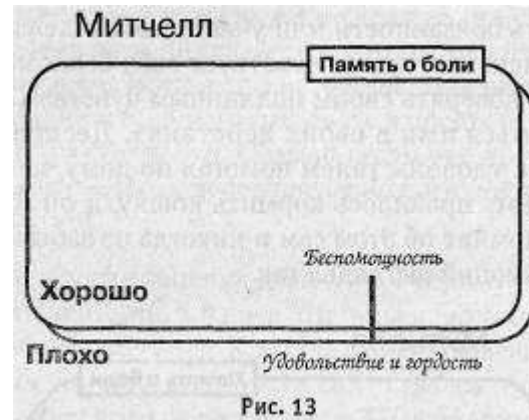 Митчелл
Память о боли
Беспомощность
Хорошо
Плохо
Удовольствие и гордость
Рис. 13